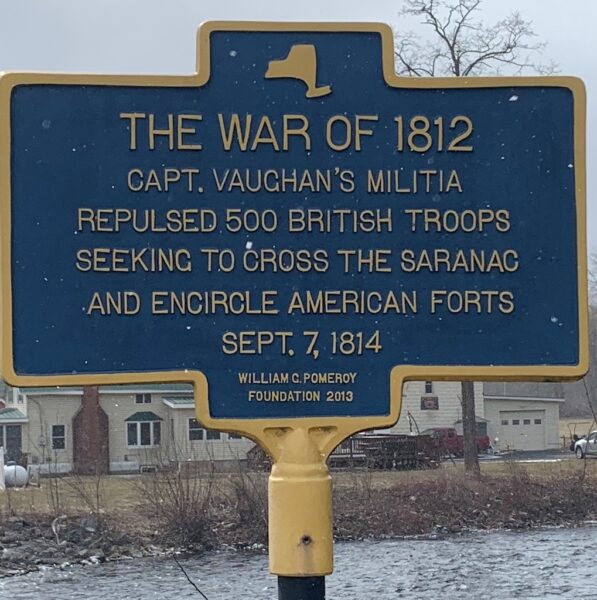 THE WAR OF 1812
CAPT. VAUGHAN'S MILITIA
REPULSED 500 BRITISH TROOPS
SEEKING TO CROSS THE SARANAC
AND ENCIRCLE AMERICAN FORTS
SEPT. 7, 1814
WILLIAM G. POMEROY
FOUNDATION 2013